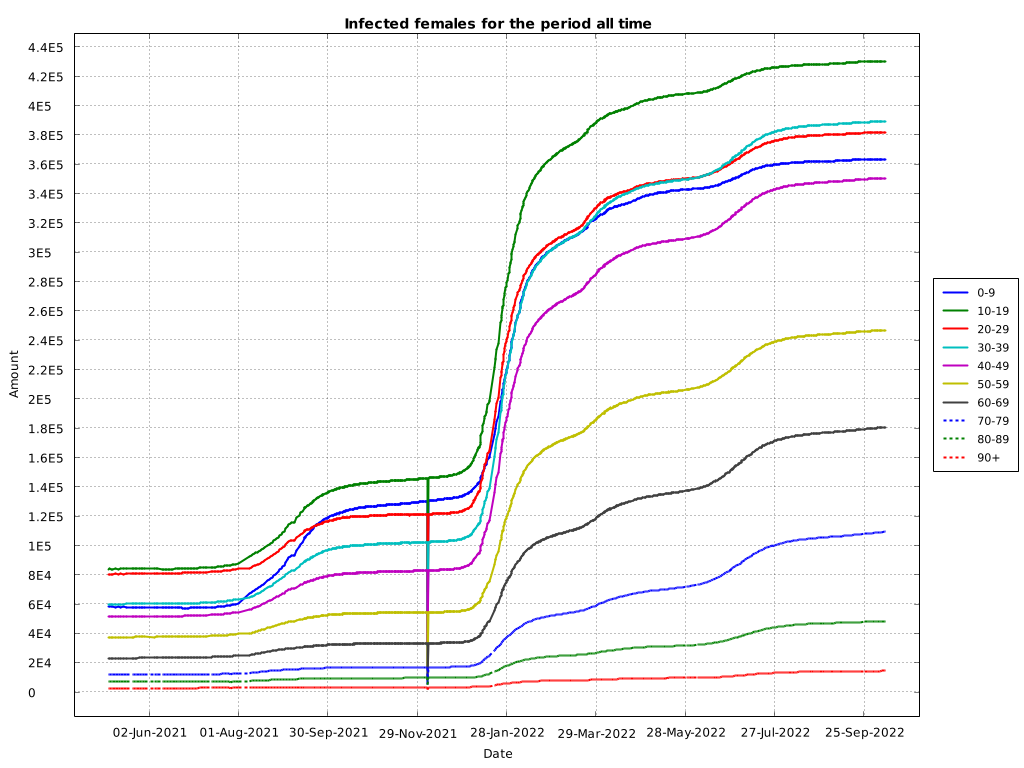 Infected females for the period all time
4.4E5
4.2E5
4E5
3.8E5
3.6E5
3.4E5
3.2E5
3E5
2.8E5
2.6E5
2.4E5
2.2E5
2E5
1.8E5
1.6E5
1.4E5
1.2E5
1E5
8E4
6E4
4E4
2E4
0
Amount
02-Jun-2021 01-Aug-2021 30-Sep-2021 29-Nov-2021 28-Jan-2022 29-Mar-2022 28-May-2022 27-Jul-2022 25-Sep-2022
Date
0-9
10-19
20-29
30-39
40-49
50-59
60-69
70-79
80-89
90+